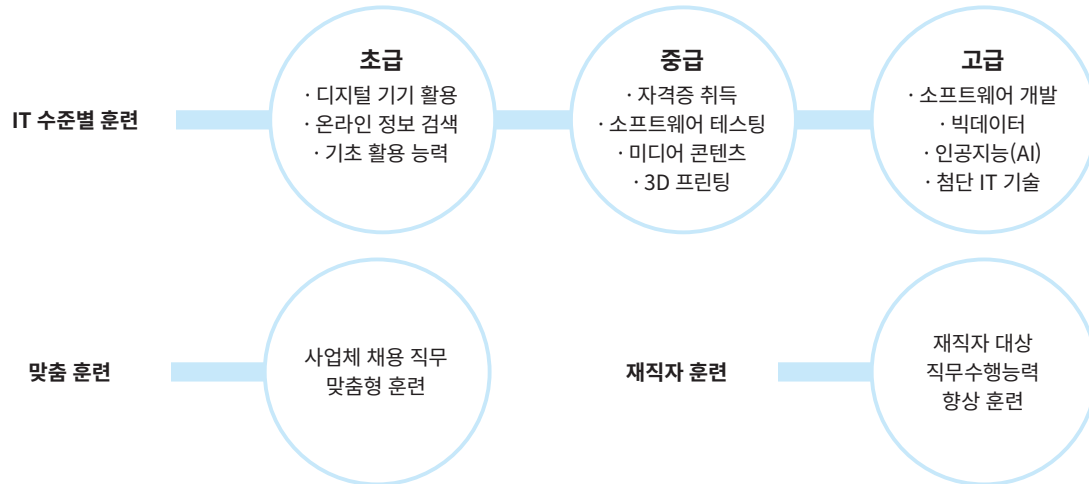 IT 수준별 훈련
초급
· 디지털 기기 활용
· 온라인 정보 검색
· 기초 활용 능력
중급
· 자격증 취득
· 소프트웨어 테스팅
· 미디어 콘텐츠
· 3D 프린팅
고급
· 소프트웨어 개발
· 빅데이터
· 인공지능(AI)
· 첨단 IT 기술
맞춤 훈련
사업체 채용 직무
맞춤형 훈련
재직자 훈련
재직자 대상
직무수행능력
향상 훈련